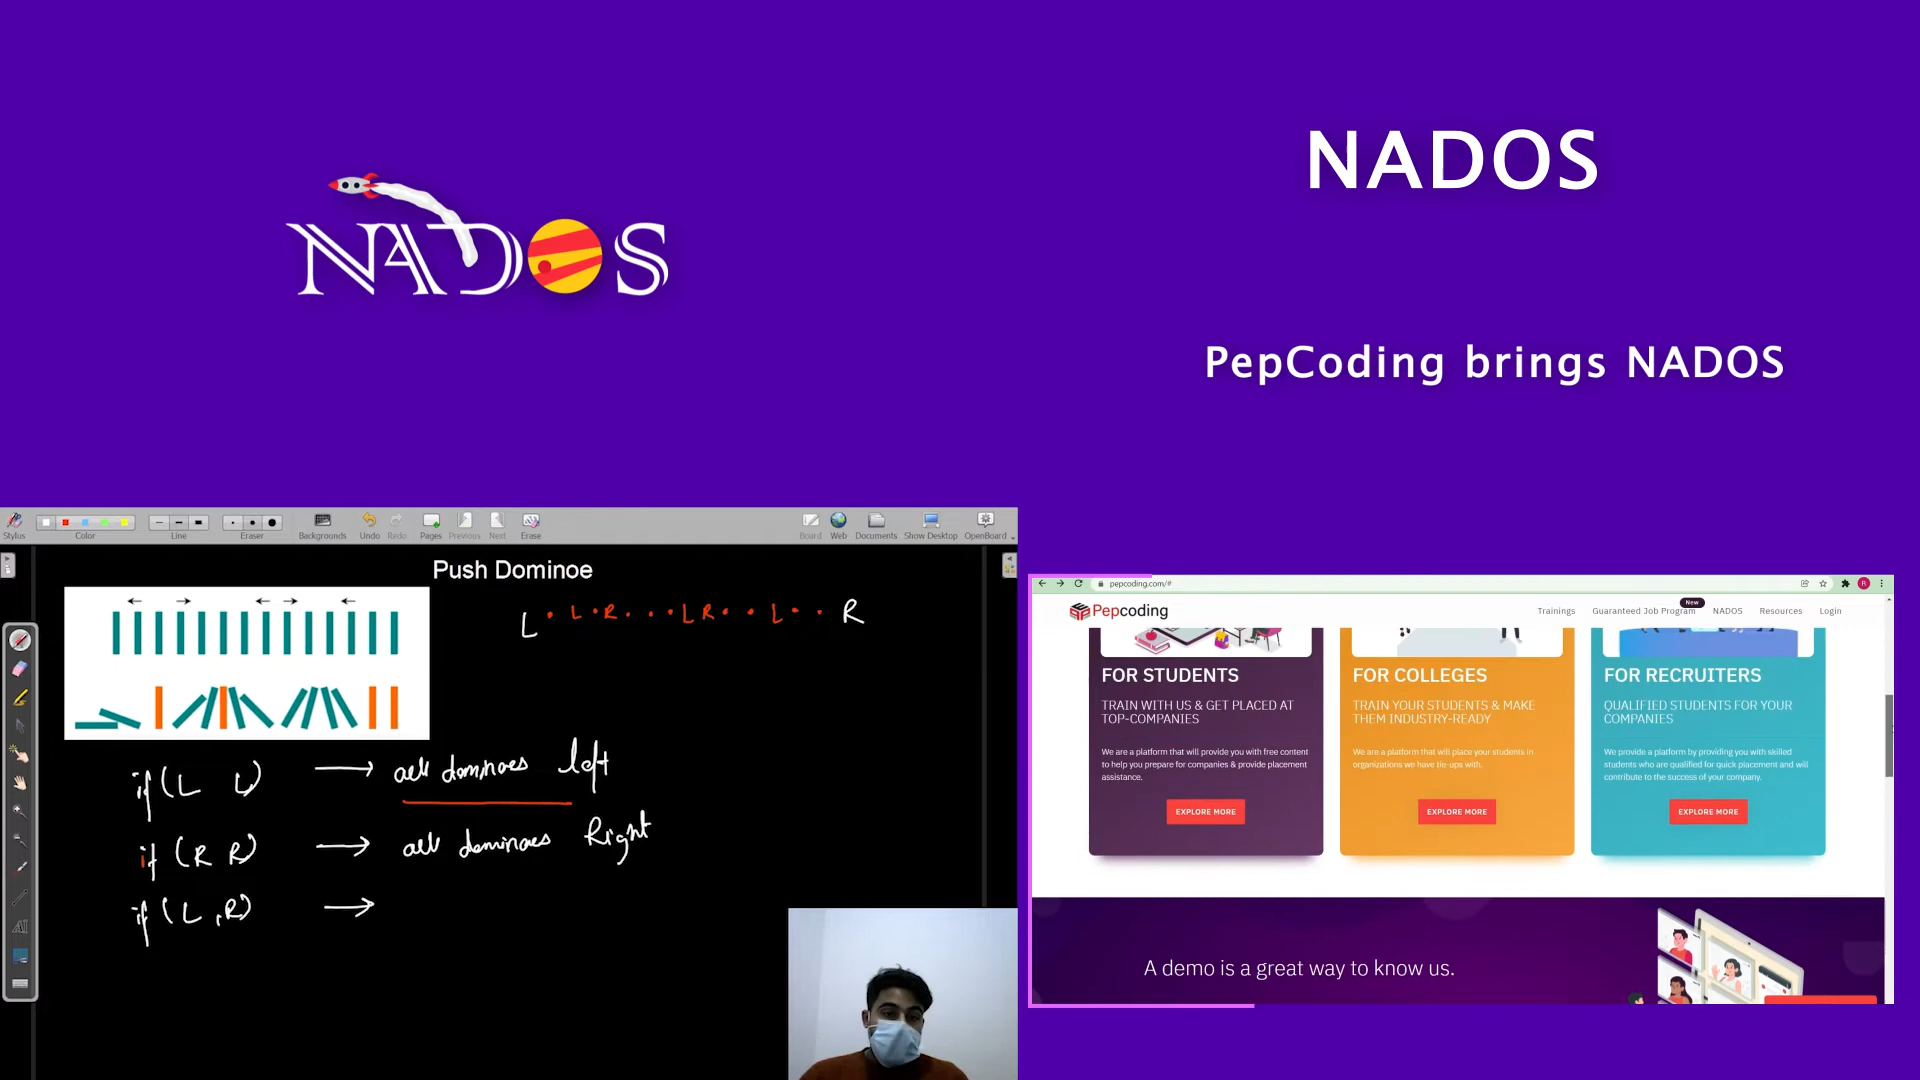 NADOS
NADOS
PepCoding brings NADOS
Stylus
Color
Line
Eraser
Backgrounds
Undo
Redo
Pages
Previous
Next
Erase
Board
Web
Documents
Show Desktop
OpenBoard
Push Dominoe
L . L . R . . . L R . . L . . R
if (L L) → all dominoes left
if (R R) → all dominoes Right
if (L , R) →
pepcoding.com/#
R
Pepcoding
Trainings
Guaranteed Job Program
New
NADOS
Resources
Login
FOR STUDENTS
TRAIN WITH US & GET PLACED AT
TOP-COMPANIES
We are a platform that will provide you with free content
to help you prepare for companies & provide placement
assistance.
EXPLORE MORE
FOR COLLEGES
TRAIN YOUR STUDENTS & MAKE
THEM INDUSTRY-READY
We are a platform that will place your students in
organizations we have tie-ups with.
EXPLORE MORE
FOR RECRUITERS
QUALIFIED STUDENTS FOR YOUR
COMPANIES
We provide a platform by providing you with skilled
students who are qualified for quick placement and will
contribute to the success of your company.
EXPLORE MORE
A demo is a great way to know us.